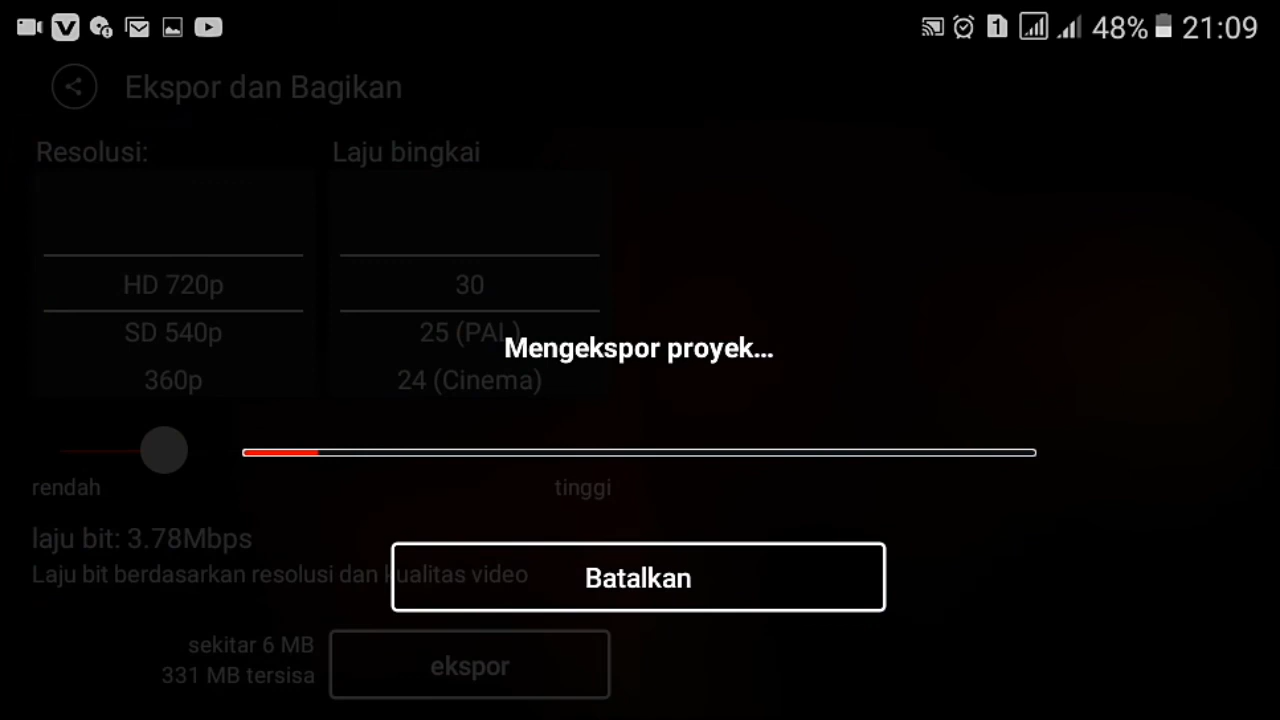 48% 21:09
Ekspor dan Bagikan
Resolusi:
Laju bingkai
HD 720p
30
SD 540p
25 (PAL)
Mengekspor proyek...
360p
24 (Cinema)
rendah
tinggi
laju bit: 3.78Mbps
Laju bit berdasarkan resolusi dan kualitas video
Batalkan
sekitar 6 MB
331 MB tersisa
ekspor